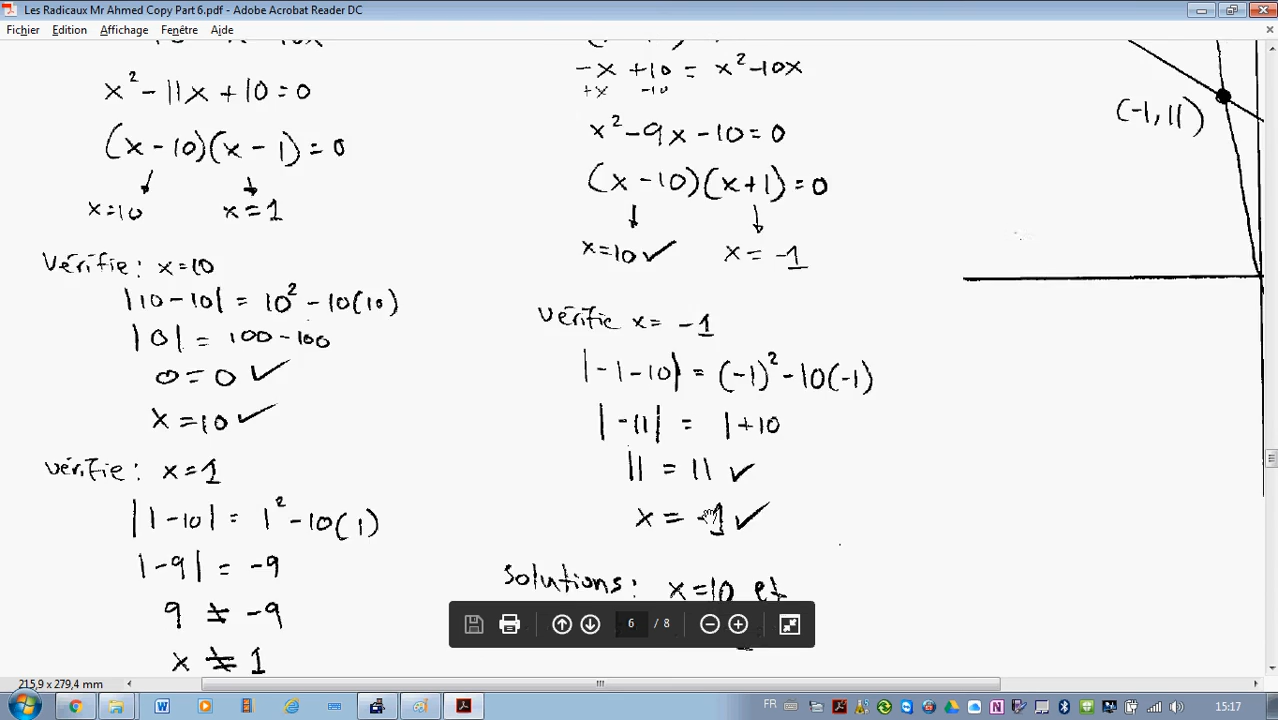 Les Radicaux Mr Ahmed Copy Part 6.pdf - Adobe Acrobat Reader DC
Fichier Edition Affichage Fenêtre Aide
x² - 11x + 10 = 0
(x - 10)(x - 1) = 0
x=10 x=1
Vérifie: x=10
|10 - 10| = 10² - 10(10)
|0| = 100 - 100
0 = 0 ✓
x = 10 ✓
Vérifie: x=1
|1 - 10| = 1² - 10(1)
|-9| = -9
9 ≠ -9
x ≠ 1
-x + 10 = x² - 10x
+x -10
x² - 9x - 10 = 0
(x - 10)(x + 1) = 0
x=10 ✓ x = -1
Vérifie x = -1
|-1 - 10| = (-1)² - 10(-1)
|-11| = 1 + 10
11 = 11 ✓
x = -1 ✓
Solutions: x=10 et
(-1, 11)
6 / 8
215,9 x 279,4 mm
FR 15:17